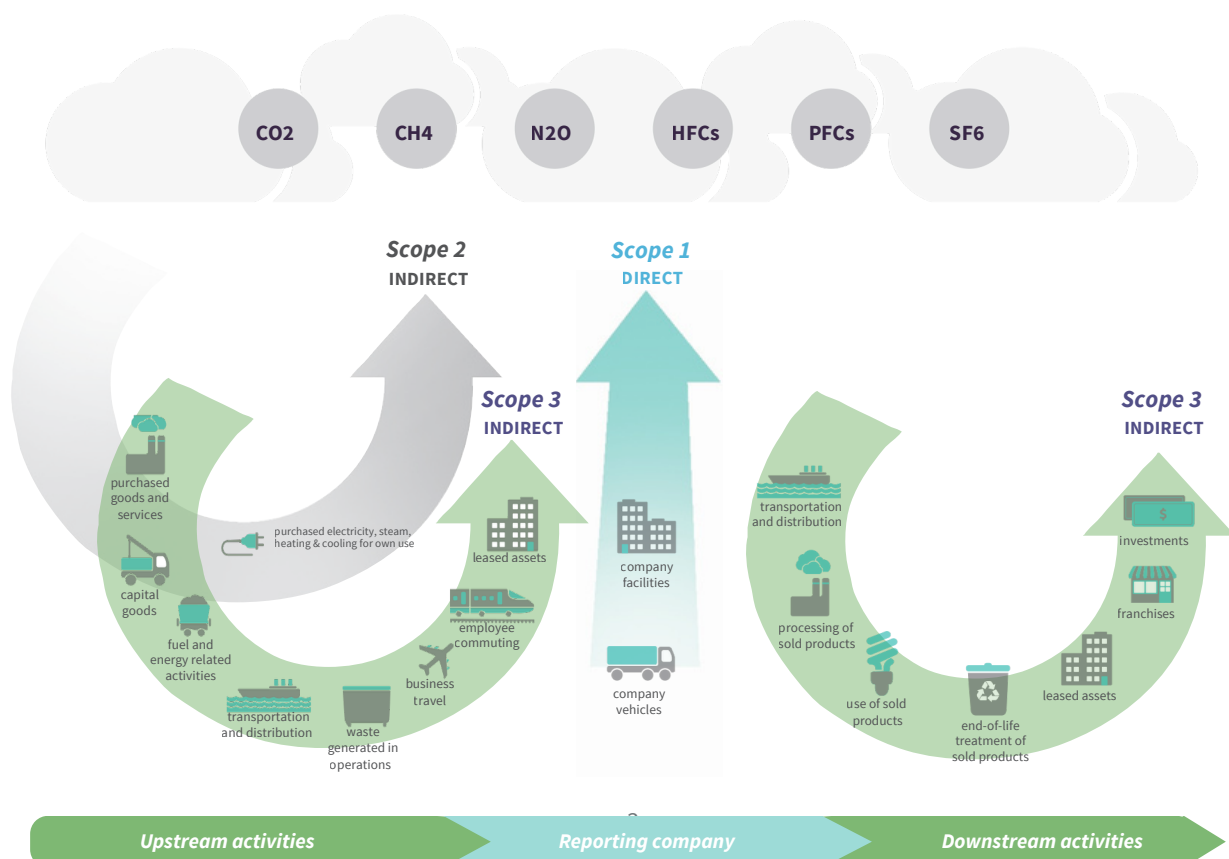 CO2
CH4
N2O
HFCs
PFCs
SF6
Scope 2
INDIRECT
Scope 1
DIRECT
Scope 3
INDIRECT
Scope 3
INDIRECT
purchased
goods and
services
capital
goods
fuel and
energy related
activities
transportation
and distribution
waste
generated in
operations
business
travel
employee
commuting
leased assets
purchased electricity, steam,
heating & cooling for own use
company
facilities
company
vehicles
transportation
and distribution
processing of
sold products
use of sold
products
end-of-life
treatment of
sold products
leased assets
franchises
$
investments
Upstream activities
Reporting company
Downstream activities